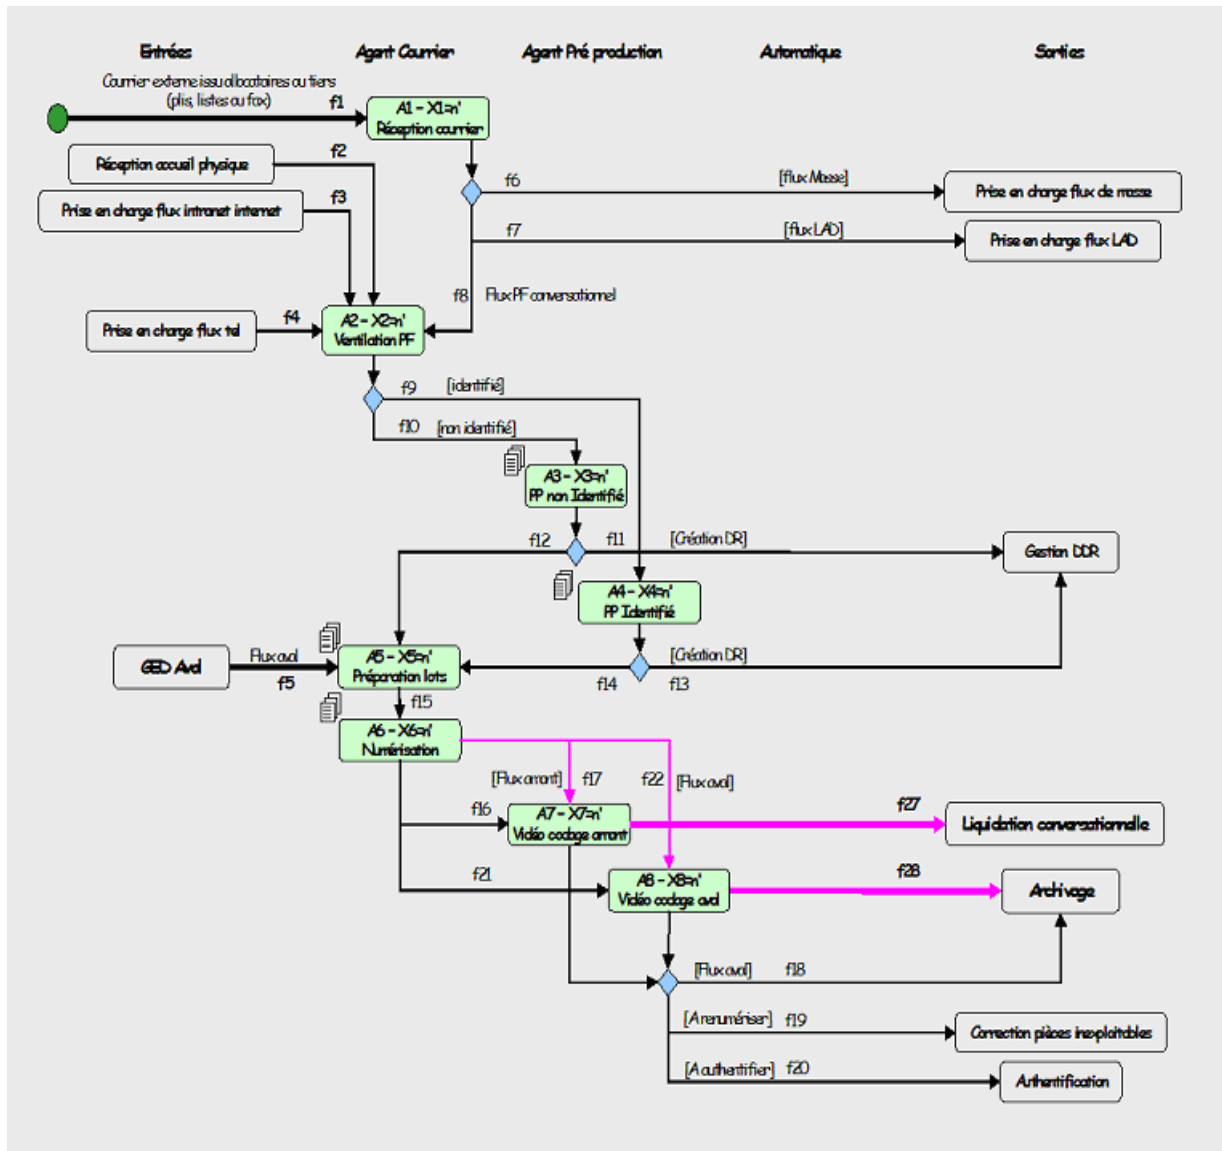 Entrées
Agent Courrier
Agent Pré production
Automatique
Sorties
Courrier externe issu allocataires ou tiers
(plis, listes ou fax)
f1
A1 - X1=n'
Réception courrier
f2
Réception accueil physique
f3
Prise en charge flux intranet internet
f6
[flux Masse]
Prise en charge flux de masse
f7
[flux LAD]
Prise en charge flux LAD
f8
Flux PF conversationnel
f4
Prise en charge flux tel
A2 - X2=n'
Ventilation PF
f9
[identifié]
f10
[non identifié]
A3 - X3=n'
PP non Identifié
f12
f11
[Création DR]
Gestion DDR
A4 - X4=n'
PP Identifié
GED Aval
Flux aval
f5
A5 - X5=n'
Préparation lots
[Création DR]
f14
f13
f15
A6 - X6=n'
Numérisation
[Flux amont]
f17
f22
[Flux aval]
f16
A7 - X7=n'
Vidéo codage amont
f27
Liquidation conversationnelle
f21
A8 - X8=n'
Vidéo codage aval
f28
Archivage
[Flux aval]
f18
[A renumériser]
f19
Correction pièces inexploitables
[A authentifier]
f20
Authentification